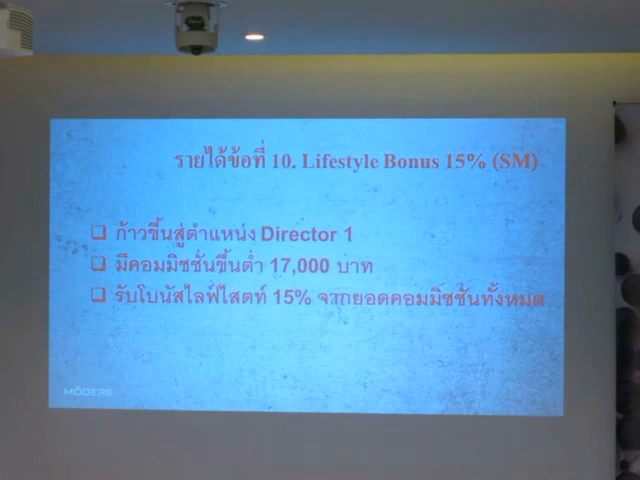 รายได้ข้อที่ 10. Lifestyle Bonus 15% (SM)
❑ ก้าวขึ้นสู่ตำแหน่ง Director 1
❑ มีคอมมิชชั่นขึ้นต่ำ 17,000 บาท
❑ รับโบนัสไลฟ์ไสตท์ 15% จากยอดคอมมิชชันทั้งหมด
MÖDERE